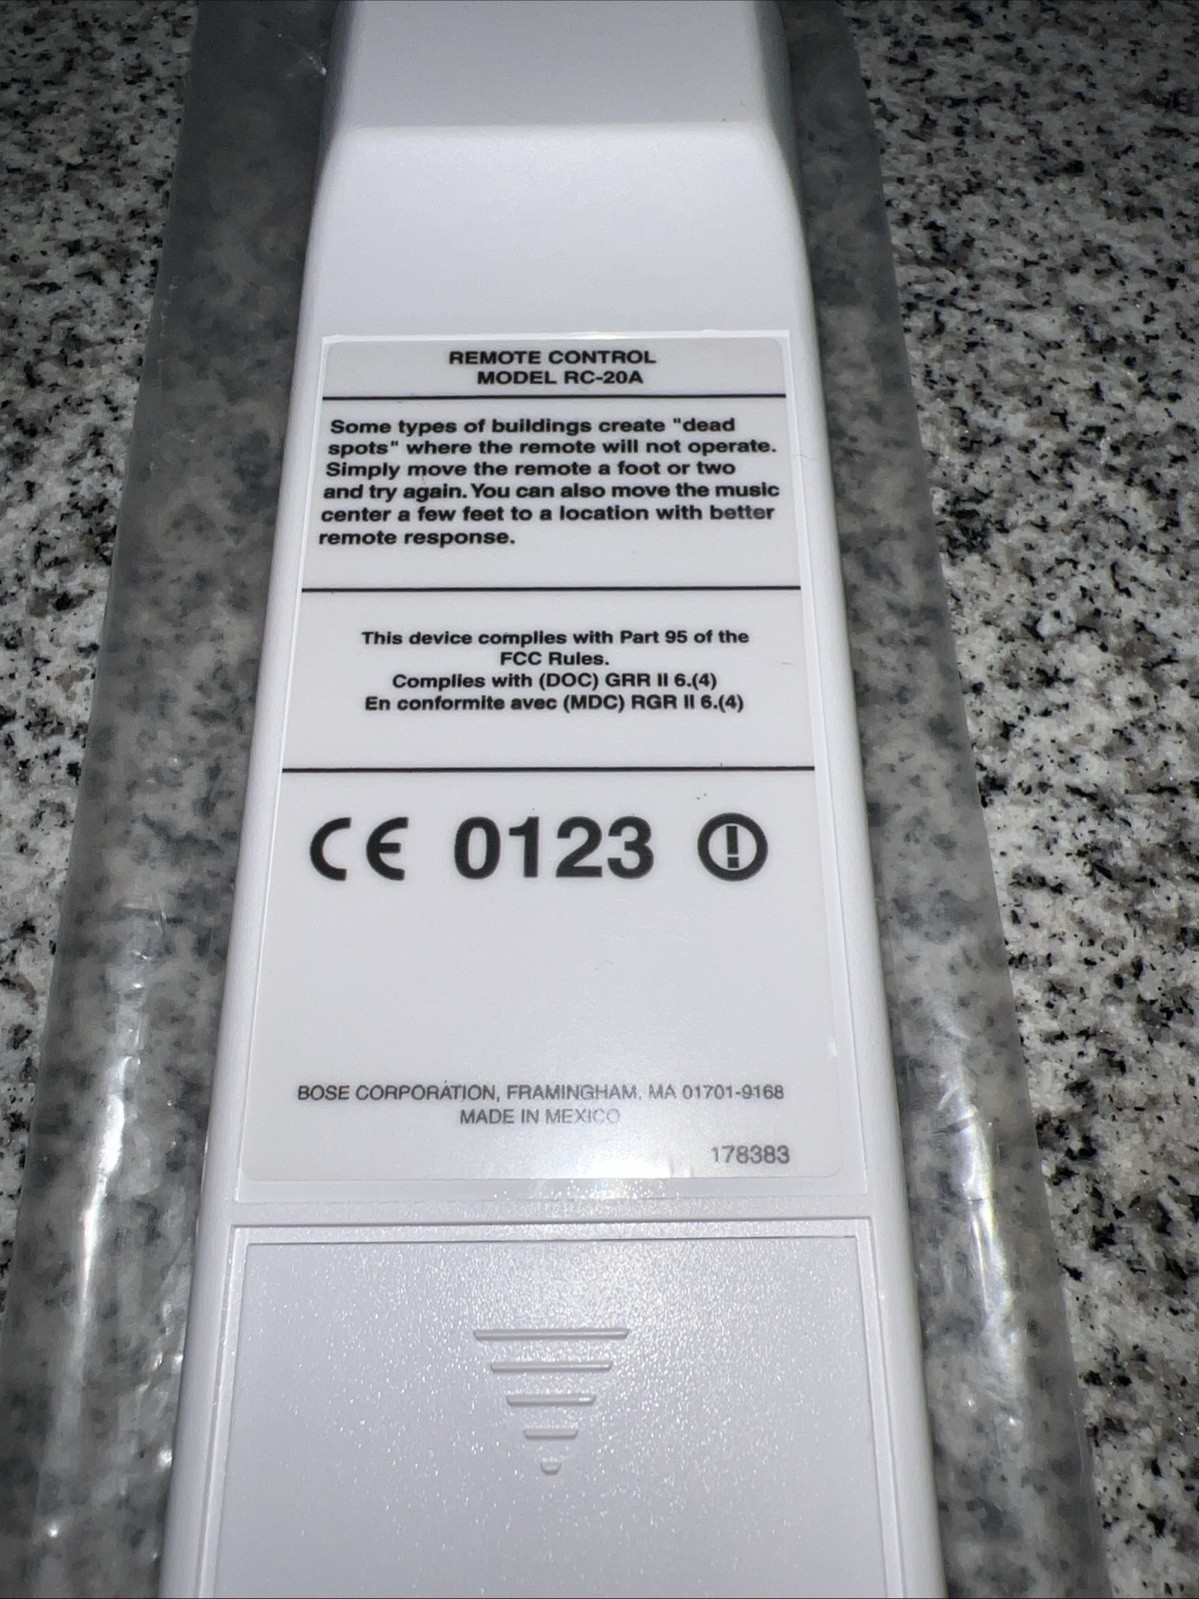 REMOTE CONTROL
MODEL RC-20A
Some types of buildings create "dead
spots" where the remote will not operate.
Simply move the remote a foot or two
and try again. You can also move the music
center a few feet to a location with better
remote response.
This device complies with Part 95 of the
FCC Rules.
Complies with (DOC) GRR II 6.(4)
En conformite avec (MDC) RGR II 6.(4)
CE 0123
BOSE CORPORATION, FRAMINGHAM, MA 01701-9168
MADE IN MEXICO
178383